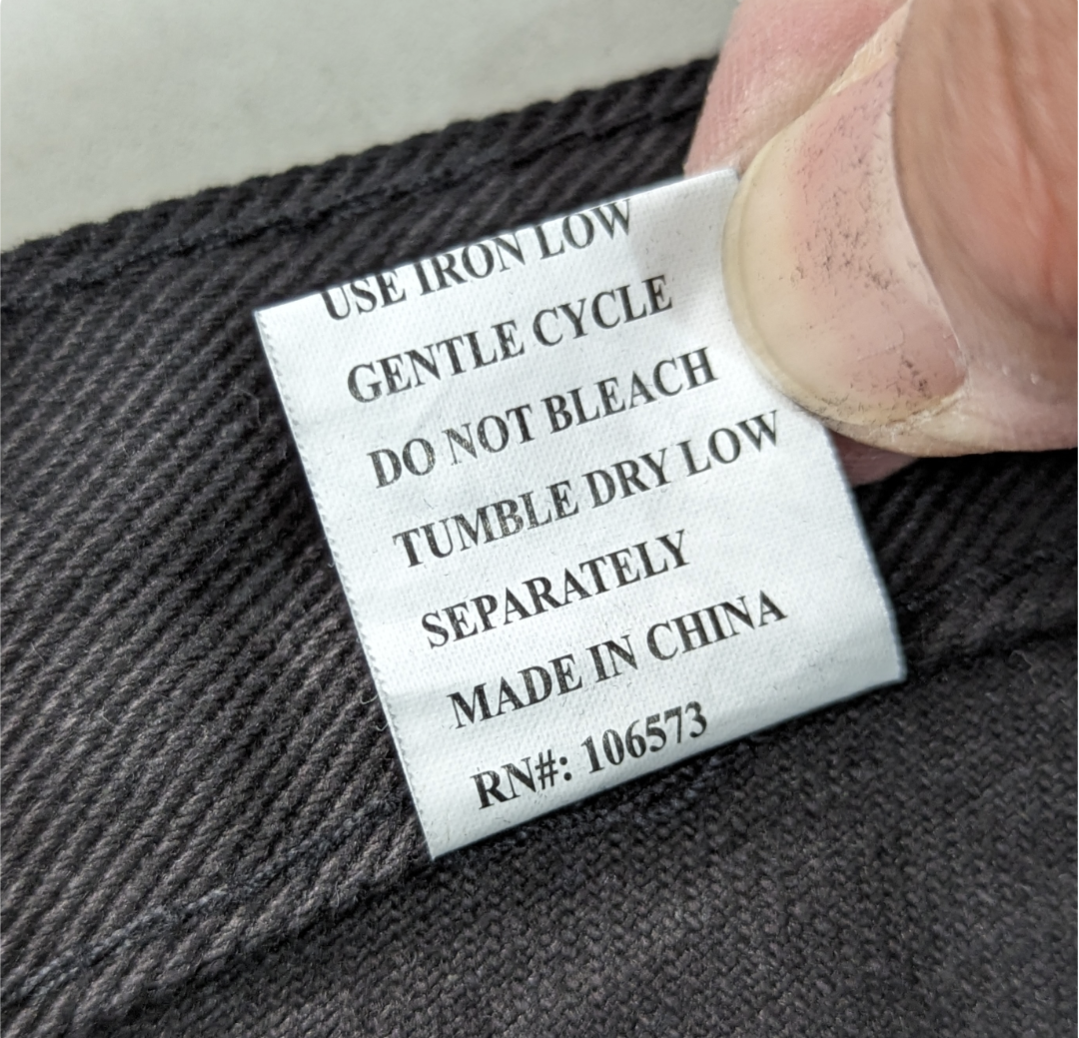 USE IRON LOW
GENTLE CYCLE
DO NOT BLEACH
TUMBLE DRY LOW
SEPARATELY
MADE IN CHINA
RN#: 106573